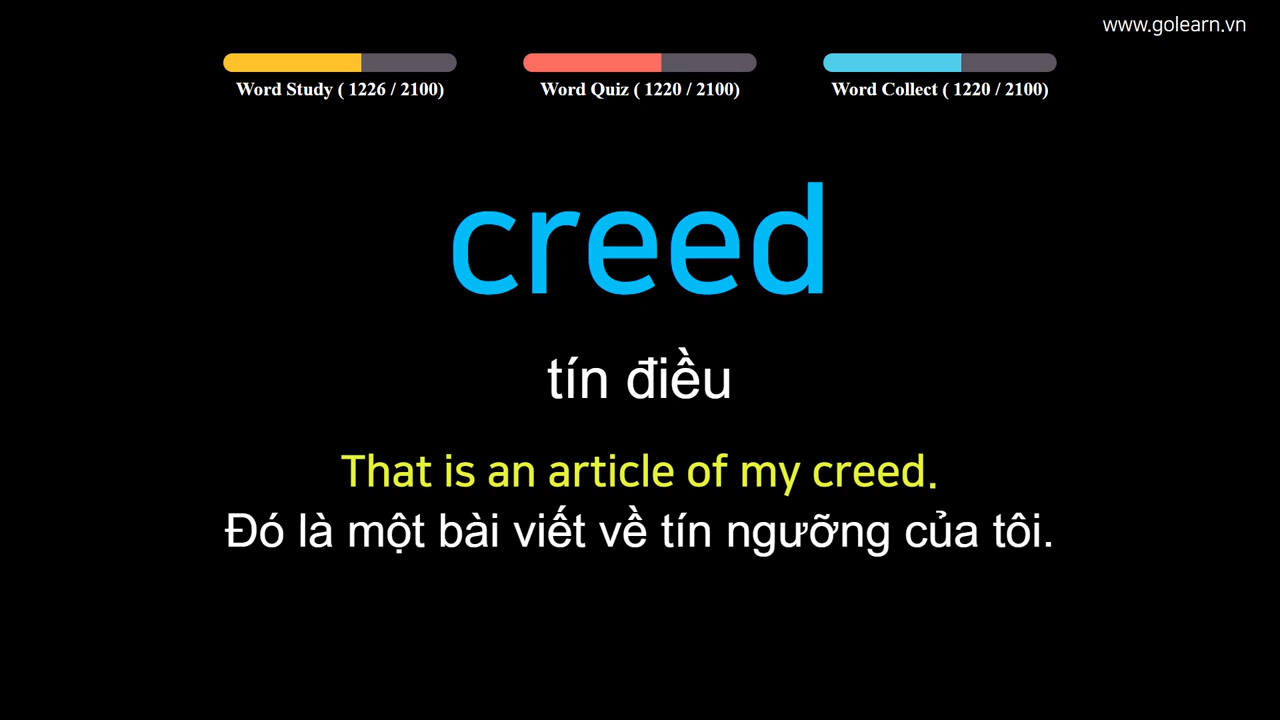 www.golearn.vn
Word Study ( 1226 / 2100)
Word Quiz ( 1220 / 2100)
Word Collect ( 1220 / 2100)
creed
tín điều
That is an article of my creed.
Đó là một bài viết về tín ngưỡng của tôi.